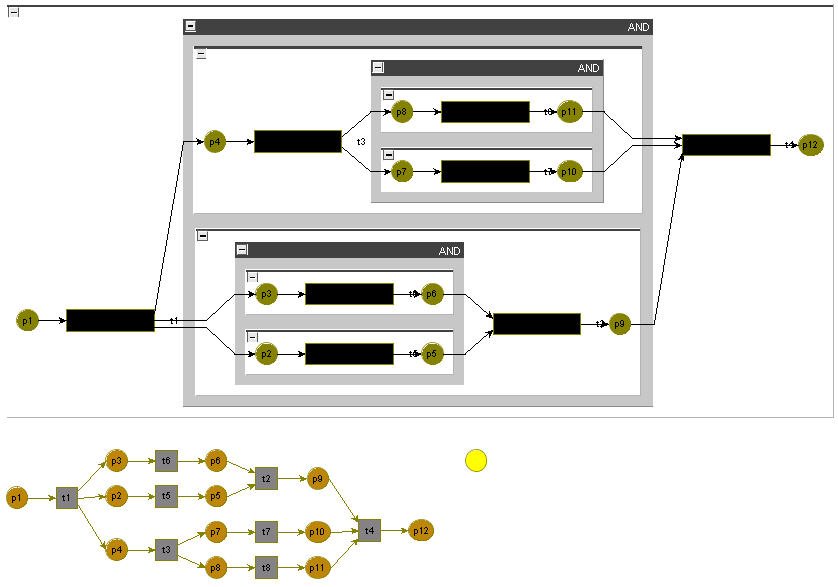 AND
AND
p8 t8 p11
p4 t3 t4 p12
p7 t7 p10
AND
p3 t6 p6
p1 t1 t2 p9
p2 t5 p5
p3 t6 p6
t2 p9
p1 t1 p2 t5 p5
p7 t7 p10 t4 p12
p4 t3
p8 t8 p11